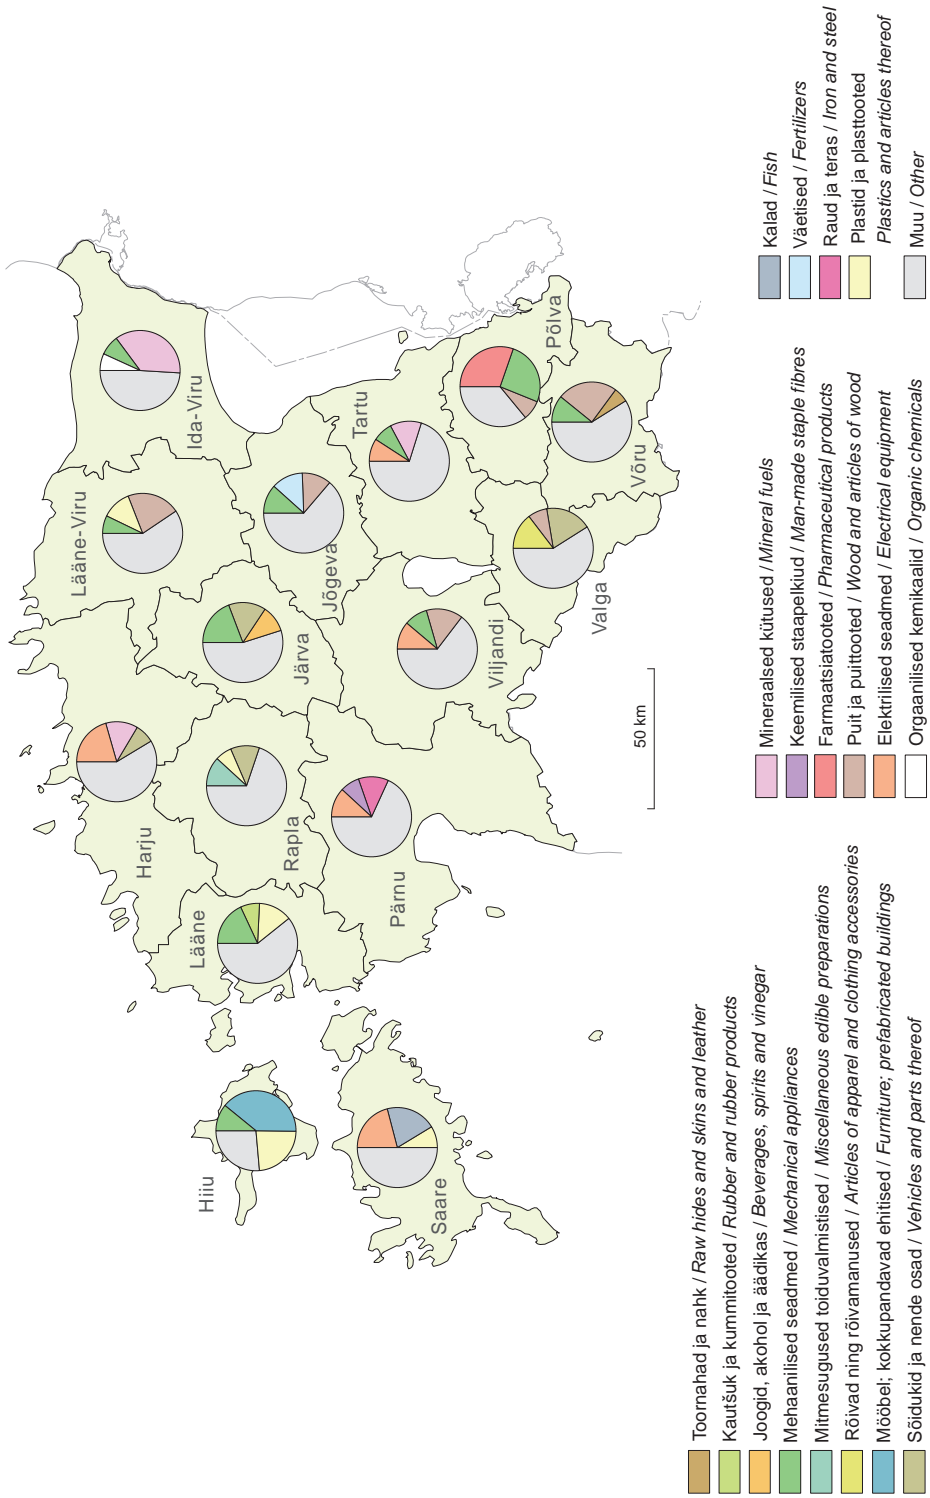 Ida-Viru
Lääne-Viru
Harju
Lääne
Hiiu
Rapla
Järva
Jõgeva
Tartu
Põlva
Võru
Valga
Viljandi
Pärnu
Saare
50 km
Toornahad ja nahk / Raw hides and skins and leather
Kautšuk ja kummitooted / Rubber and rubber products
Joogid, akohol ja äädikas / Beverages, spirits and vinegar
Mehaanilised seadmed / Mechanical appliances
Mitmesugused toiduvalmistised / Miscellaneous edible preparations
Rõivad ning rõivamanused / Articles of apparel and clothing accessories
Mööbel; kokkupandavad ehitised / Furniture; prefabricated buildings
Sõidukid ja nende osad / Vehicles and parts thereof
Mineraalsed kütused / Mineral fuels
Keemilised staapelkiud / Man-made staple fibres
Farmaatsiatooted / Pharmaceutical products
Puit ja puittooted / Wood and articles of wood
Elektrilised seadmed / Electrical equipment
Orgaanilised kemikaalid / Organic chemicals
Kalad / Fish
Väetised / Fertilizers
Raud ja teras / Iron and steel
Plastid ja plasttooted
Plastics and articles thereof
Muu / Other